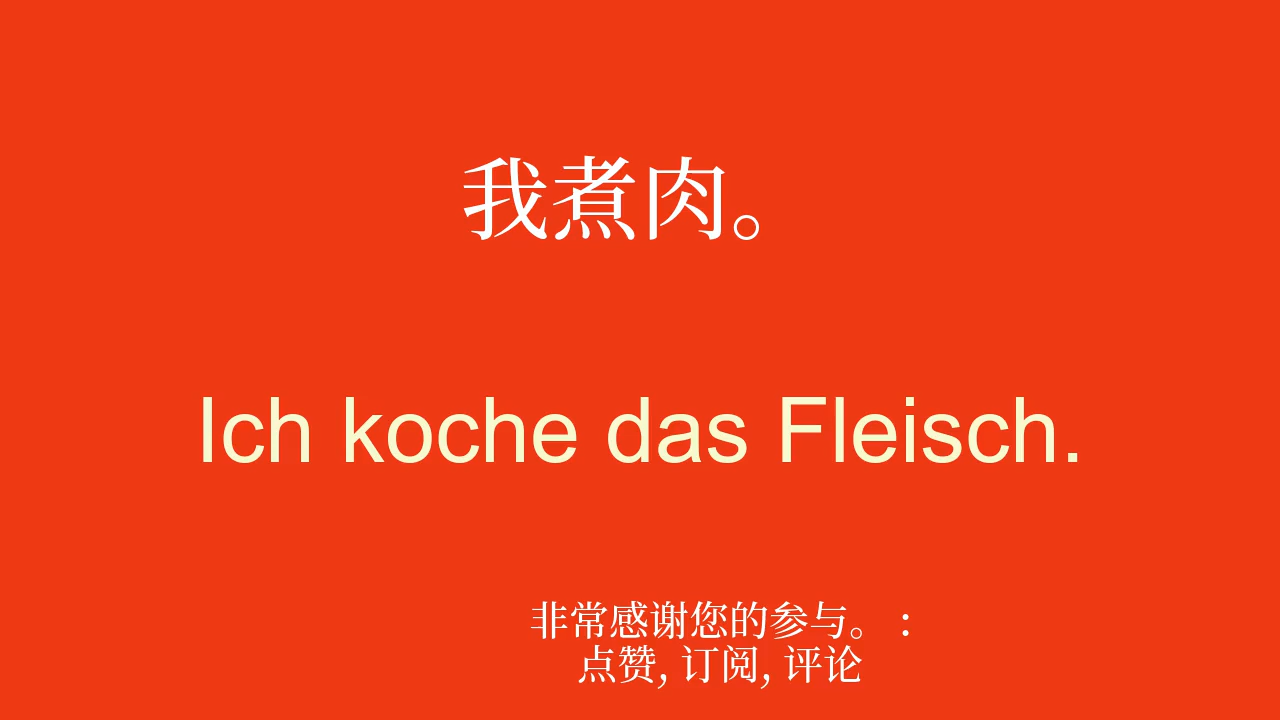 我煮肉。
Ich koche das Fleisch.
非常感谢您的参与。 :
点赞, 订阅, 评论